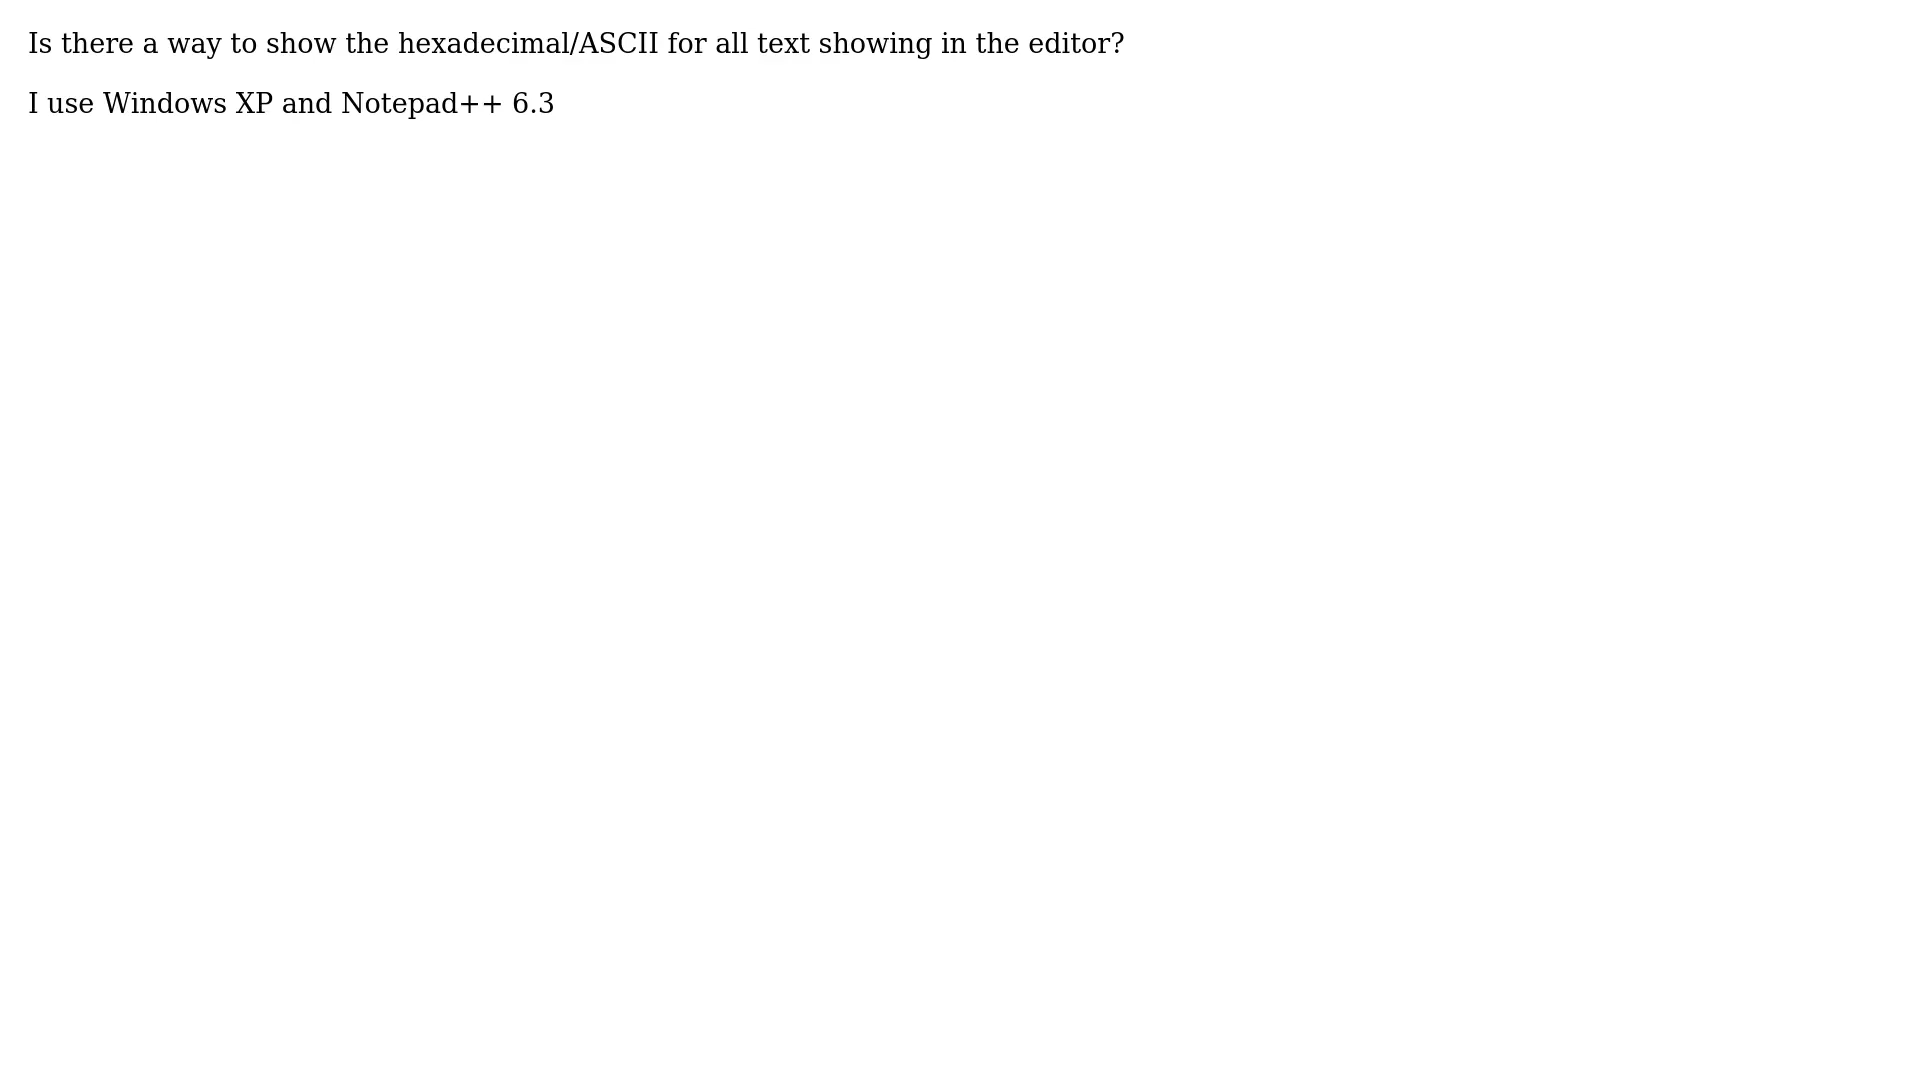 Is there a way to show the hexadecimal/ASCII for all text showing in the editor?
I use Windows XP and Notepad++ 6.3